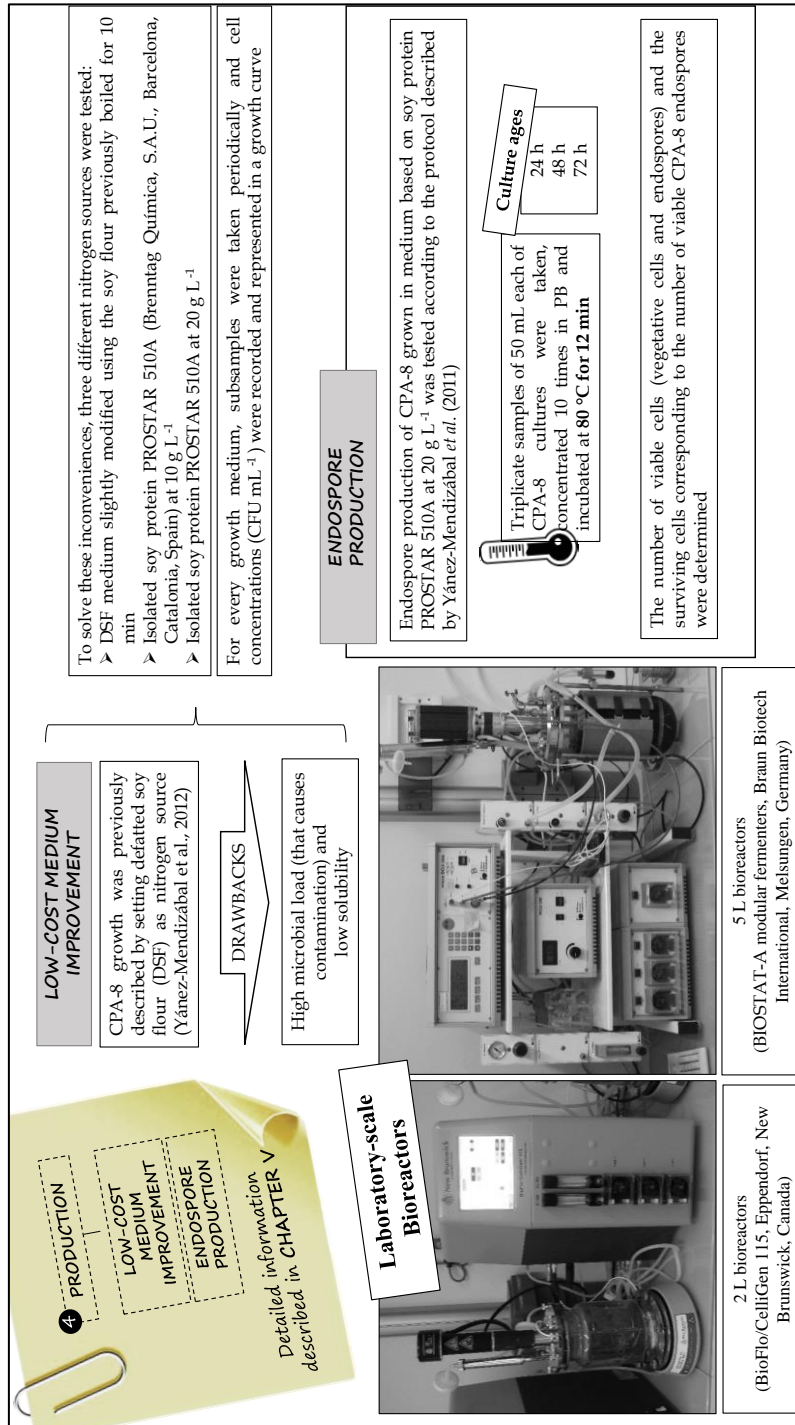 4 PRODUCTION
LOW-COST
MEDIUM
IMPROVEMENT
ENDOSPORE
PRODUCTION
Detailed information
described in CHAPTER V
LOW-COST MEDIUM
IMPROVEMENT
CPA-8 growth was previously
described by setting defatted soy
flour (DSF) as nitrogen source
(Yánez-Mendizábal et al., 2012)
DRAWBACKS
High microbial load (that causes
contamination) and
low solubility
To solve these inconveniences, three different nitrogen sources were tested:
➢ DSF medium slightly modified using the soy flour previously boiled for 10
min
➢ Isolated soy protein PROSTAR 510A (Brenntag Química, S.A.U., Barcelona,
Catalonia, Spain) at 10 g L-1
➢ Isolated soy protein PROSTAR 510A at 20 g L-1
For every growth medium, subsamples were taken periodically and cell
concentrations (CFU mL -1) were recorded and represented in a growth curve
Laboratory-scale
Bioreactors
New Brunswick
2 L bioreactors
(BioFlo/CelliGen 115, Eppendorf, New
Brunswick, Canada)
5 L bioreactors
(BIOSTAT-A modular fermenters, Braun Biotech
International, Melsungen, Germany)
ENDOSPORE
PRODUCTION
Endospore production of CPA-8 grown in medium based on soy protein
PROSTAR 510A at 20 g L-1 was tested according to the protocol described
by Yánez-Mendizábal et al. (2011)
Triplicate samples of 50 mL each of
CPA-8 cultures were taken,
concentrated 10 times in PB and
incubated at 80 °C for 12 min
Culture ages
24 h
48 h
72 h
The number of viable cells (vegetative cells and endospores) and the
surviving cells corresponding to the number of viable CPA-8 endospores
were determined